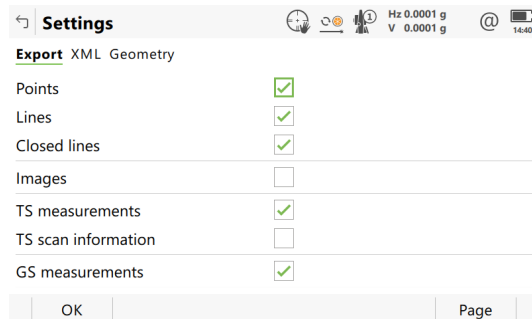 Settings
1
Hz 0.0001 g
V 0.0001 g
@
14:40
Export XML Geometry
Points
Lines
Closed lines
Images
TS measurements
TS scan information
GS measurements
OK Page